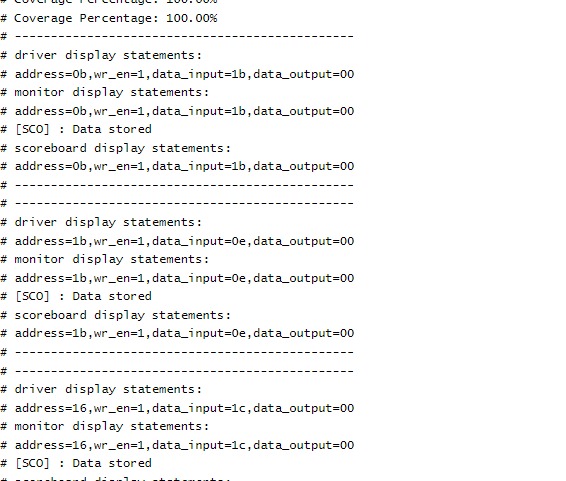 # Coverage Percentage: 100.00%
# Coverage Percentage: 100.00%
# -----------------------------------------------
# driver display statements:
# address=0b,wr_en=1,data_input=1b,data_output=00
# monitor display statements:
# address=0b,wr_en=1,data_input=1b,data_output=00
# [SCO] : Data stored
# scoreboard display statements:
# address=0b,wr_en=1,data_input=1b,data_output=00
# -----------------------------------------------
# -----------------------------------------------
# driver display statements:
# address=1b,wr_en=1,data_input=0e,data_output=00
# monitor display statements:
# address=1b,wr_en=1,data_input=0e,data_output=00
# [SCO] : Data stored
# scoreboard display statements:
# address=1b,wr_en=1,data_input=0e,data_output=00
# -----------------------------------------------
# -----------------------------------------------
# driver display statements:
# address=16,wr_en=1,data_input=1c,data_output=00
# monitor display statements:
# address=16,wr_en=1,data_input=1c,data_output=00
# [SCO] : Data stored
# scoreboard display statements: